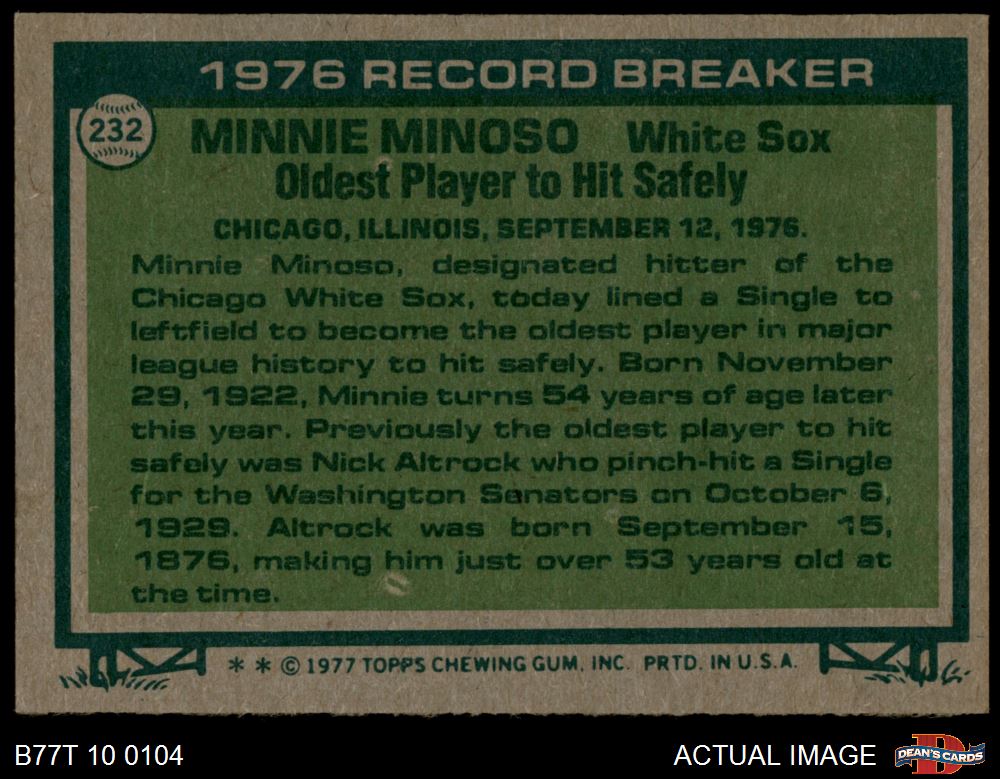 1976 RECORD BREAKER
232
MINNIE MINOSO White Sox
Oldest Player to Hit Safely
CHICAGO, ILLINOIS, SEPTEMBER 12, 1976.
Minnie Minoso, designated hitter of the
Chicago White Sox, today lined a Single to
leftfield to become the oldest player in major
league history to hit safely. Born November
29, 1922, Minnie turns 54 years of age later
this year. Previously the oldest player to hit
safely was Nick Altrock who pinch-hit a Single
for the Washington Senators on October 6,
1929. Altrock was born September 15,
1876, making him just over 53 years old at
the time.
* * © 1977 TOPPS CHEWING GUM, INC. PRTD. IN U.S.A.
B77T 10 0104
ACTUAL IMAGE
DEAN'S CARDS